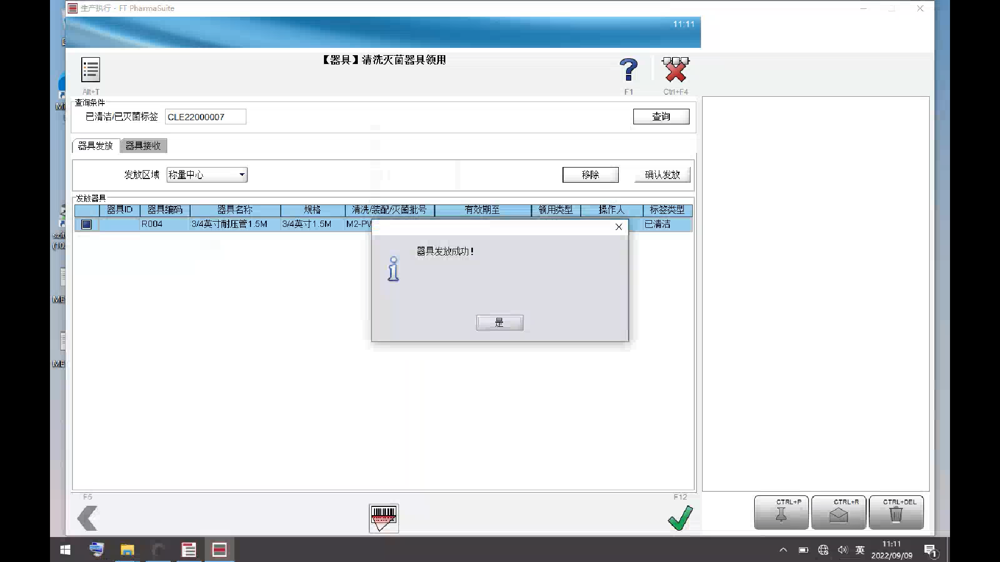 生产执行 - FT PharmaSuite
11:11
【器具】清洗灭菌器具领用
Alt+T
F1
Ctrl+F4
查询条件
已清洁/已灭菌标签 CLE22000007 查询
器具发放 器具接收
发放区域 称量中心 移除 确认发放
发放器具
器具ID 器具编码 器具名称 规格 清洗/装配/灭菌批号 有效期至 领用类型 操作人 标签类型
R004 3/4英寸耐压管1.5M 3/4英寸1.5M M2-PW 已清洁
器具发放成功!
是
F5
F12
CTRL+P CTRL+R CTRL+DEL
英
11:11
2022/09/09
1
szit
(10.
ME
ME